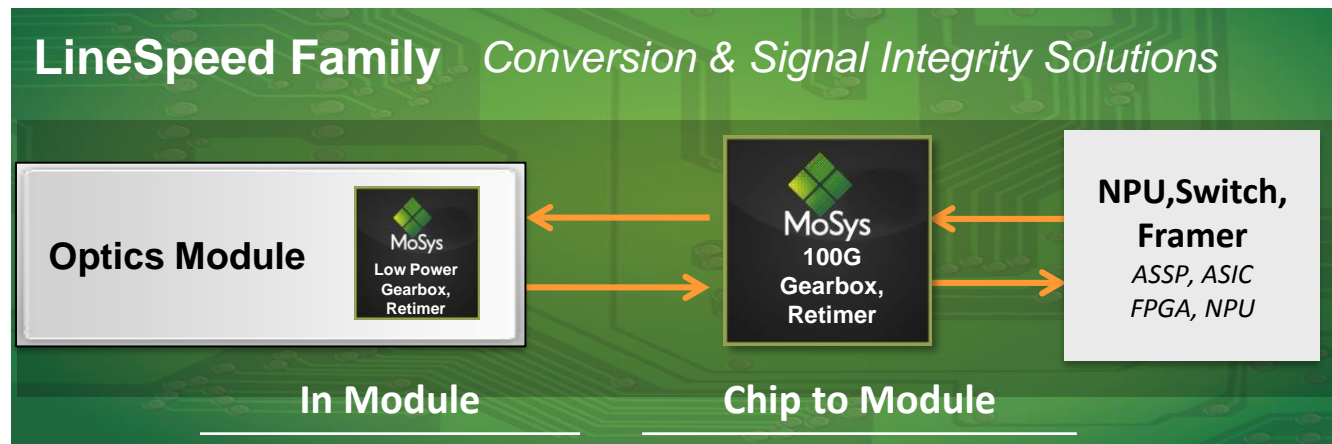 LineSpeed Family Conversion & Signal Integrity Solutions
Optics Module
MoSys
Low Power
Gearbox,
Retimer
MoSys
100G
Gearbox,
Retimer
NPU,Switch,
Framer
ASSP, ASIC
FPGA, NPU
In Module
Chip to Module